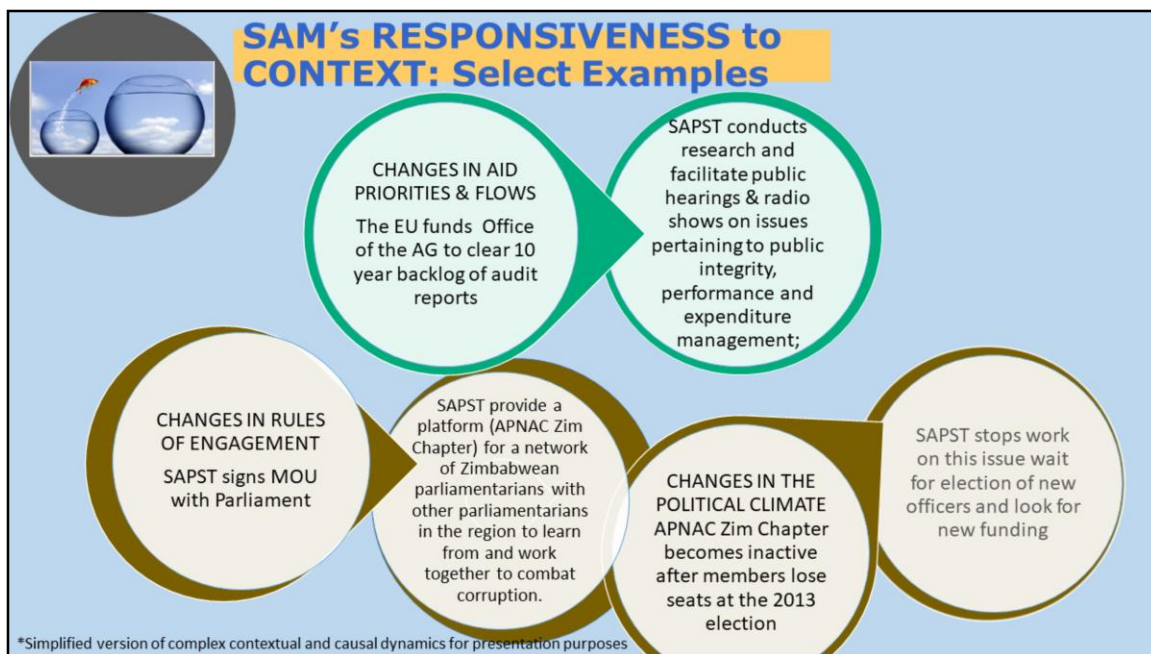 SAM's RESPONSIVENESS to
CONTEXT: Select Examples
CHANGES IN AID
PRIORITIES & FLOWS
The EU funds Office
of the AG to clear 10
year backlog of audit
reports
SAPST conducts
research and
facilitate public
hearings & radio
shows on issues
pertaining to public
integrity,
performance and
expenditure
management;
CHANGES IN RULES
OF ENGAGEMENT
SAPST signs MOU
with Parliament
SAPST provide a
platform (APNAC Zim
Chapter) for a network
of Zimbabwean
parliamentarians with
other parliamentarians
in the region to learn
from and work
together to combat
corruption.
CHANGES IN THE
POLITICAL CLIMATE
APNAC Zim Chapter
becomes inactive
after members lose
seats at the 2013
election
SAPST stops work
on this issue wait
for election of new
officers and look for
new funding
*Simplified version of complex contextual and causal dynamics for presentation purposes